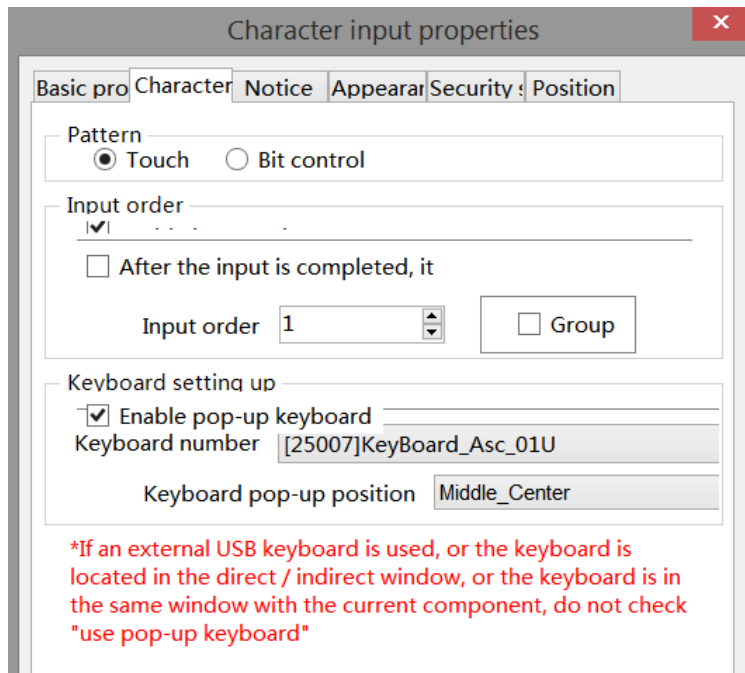 Character input properties
Basic pro Character Notice Appearar Security Position
Pattern
Touch Bit control
Input order
After the input is completed, it
Input order 1 Group
Keyboard setting up
Enable pop-up keyboard
Keyboard number [25007]KeyBoard_Asc_01U
Keyboard pop-up position Middle_Center
*If an external USB keyboard is used, or the keyboard is
located in the direct / indirect window, or the keyboard is in
the same window with the current component, do not check
"use pop-up keyboard"